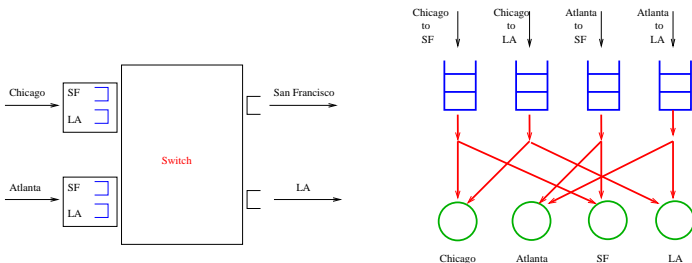 Chicago
SF
LA
Atlanta
SF
LA
Switch
San Francisco
LA
Chicago
to
SF
Chicago
to
LA
Atlanta
to
SF
Atlanta
to
LA
Chicago
Atlanta
SF
LA